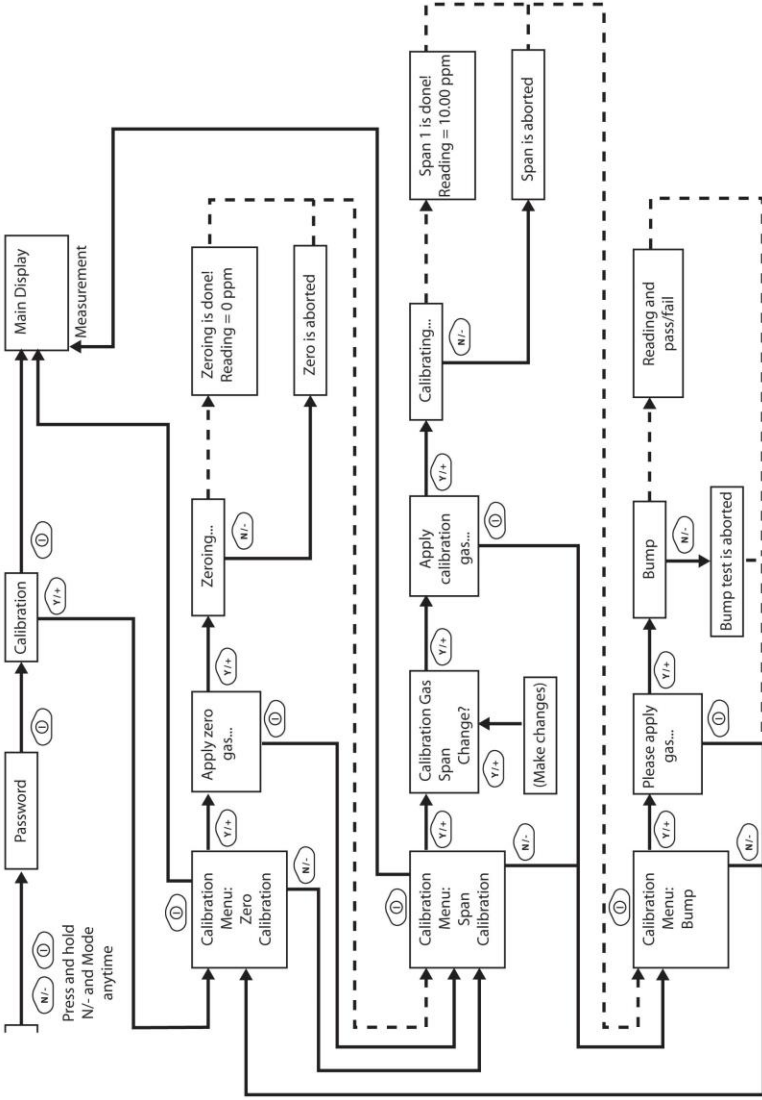 N/-
Press and hold
N/- and Mode
anytime
Password
Calibration
Y/+
Main Display
Measurement
Calibration
Menu:
Zero
Calibration
Y/+
N/-
Apply zero
gas...
Y/+
Zeroing...
N/-
Zeroing is done!
Reading = 0 ppm
Zero is aborted
Calibration
Menu:
Span
Calibration
Y/+
N/-
Calibration Gas
Span
Change?
Y/+
(Make changes)
Y/+
Apply
calibration
gas...
Y/+
Calibrating...
N/-
Span 1 is done!
Reading = 10.00 ppm
Span is aborted
Calibration
Menu:
Bump
Y/+
N/-
Please apply
gas...
Y/+
Bump
N/-
Bump test is aborted
Reading and
pass/fail